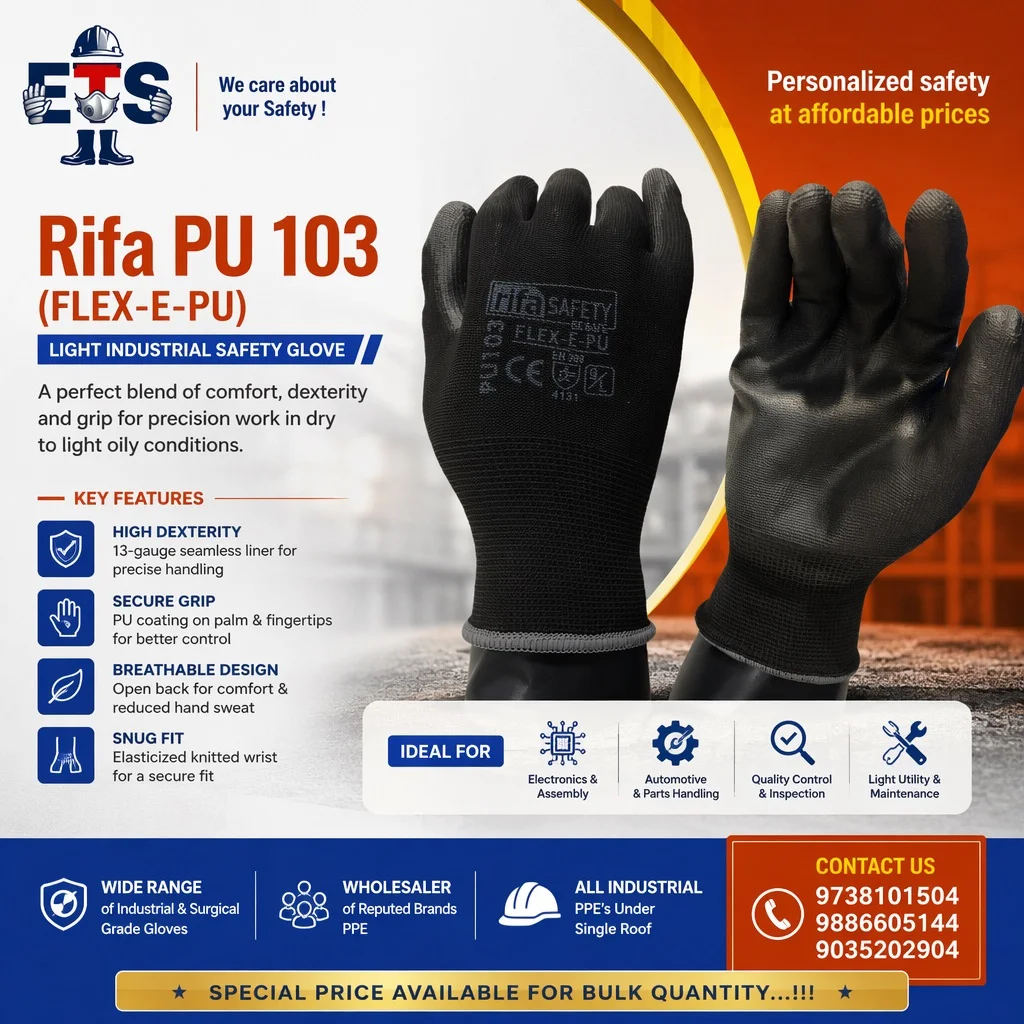 ETS
We care about
your Safety !
Personalized safety
at affordable prices
Rifa PU 103
(FLEX-E-PU)
LIGHT INDUSTRIAL SAFETY GLOVE
A perfect blend of comfort, dexterity
and grip for precision work in dry
to light oily conditions.
KEY FEATURES
HIGH DEXTERITY
13-gauge seamless liner for
precise handling
SECURE GRIP
PU coating on palm & fingertips
for better control
BREATHABLE DESIGN
Open back for comfort &
reduced hand sweat
SNUG FIT
Elasticized knitted wrist
for a secure fit
rifa SAFETY
FLEX-E-PU
PU103
CE
EN 388
4131
IDEAL FOR
Electronics &
Assembly
Automotive
& Parts Handling
Quality Control
& Inspection
Light Utility &
Maintenance
WIDE RANGE
of Industrial & Surgical
Grade Gloves
WHOLESALER
of Reputed Brands
PPE
ALL INDUSTRIAL
PPE's Under
Single Roof
CONTACT US
9738101504
9886605144
9035202904
SPECIAL PRICE AVAILABLE FOR BULK QUANTITY...!!!